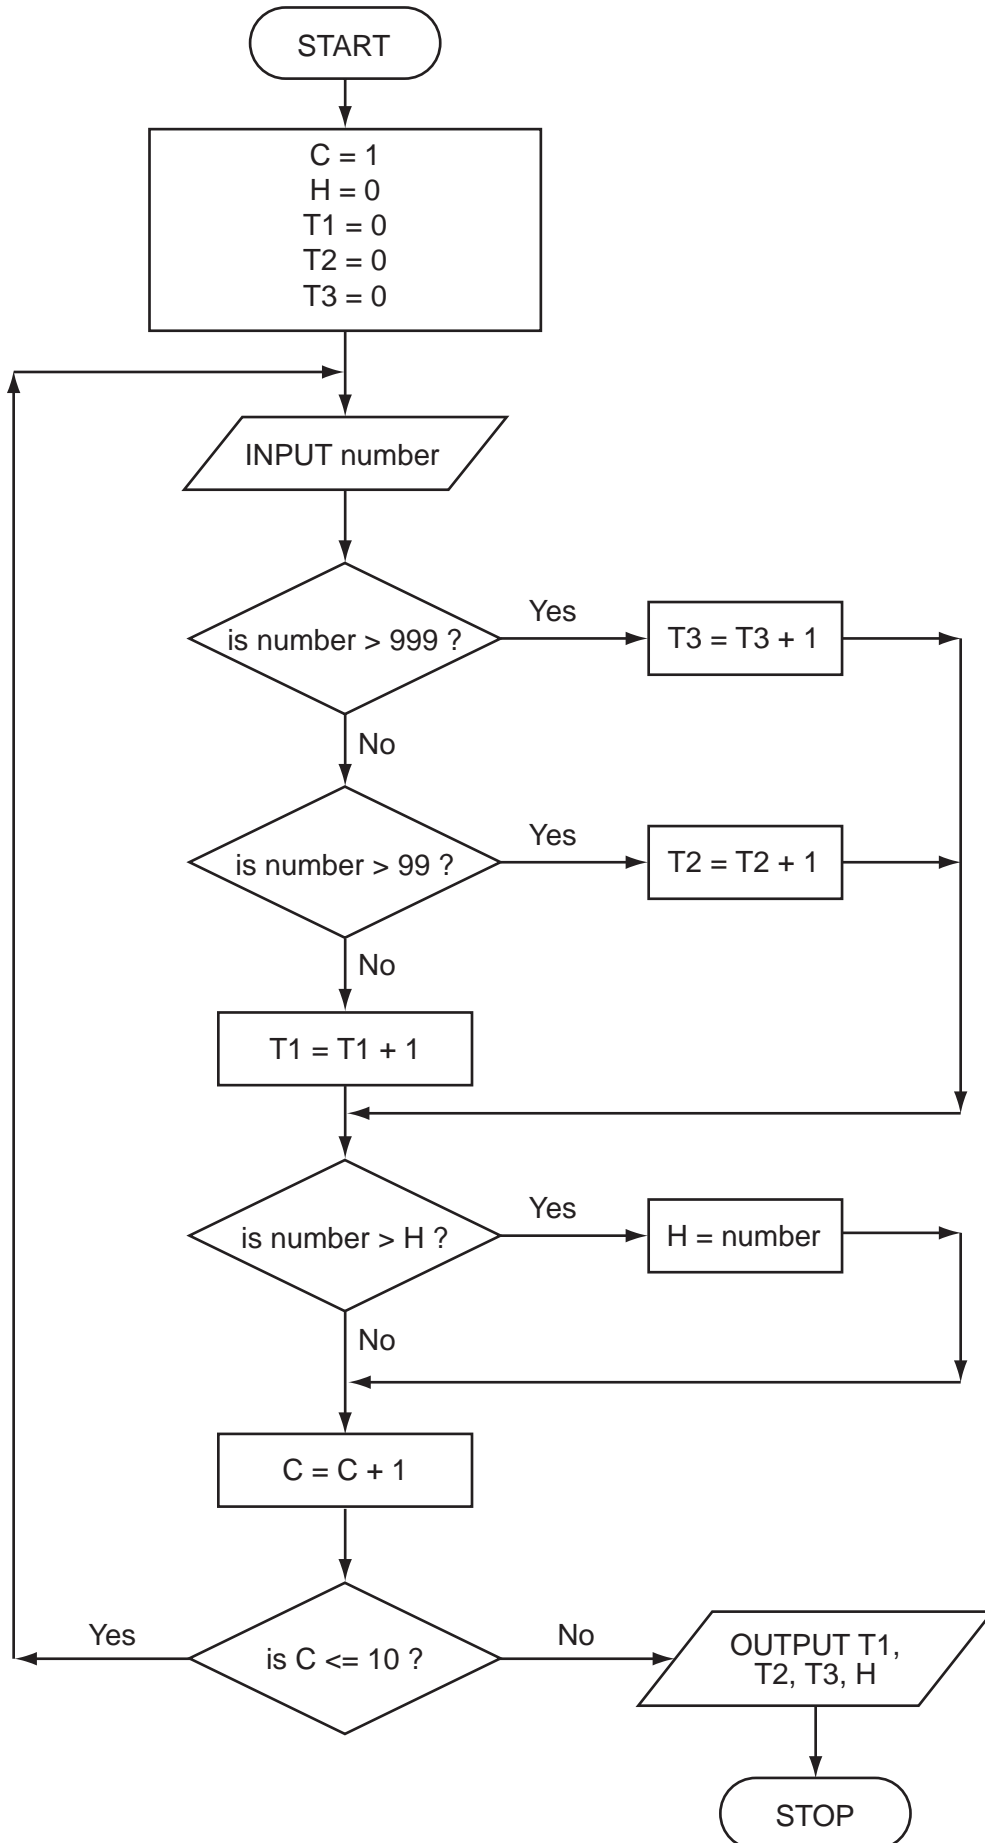 START
C = 1
H = 0
T1 = 0
T2 = 0
T3 = 0
INPUT number
is number > 999 ?
Yes
T3 = T3 + 1
No
is number > 99 ?
Yes
T2 = T2 + 1
No
T1 = T1 + 1
is number > H ?
Yes
H = number
No
C = C + 1
Yes
is C <= 10 ?
No
OUTPUT T1,
T2, T3, H
STOP